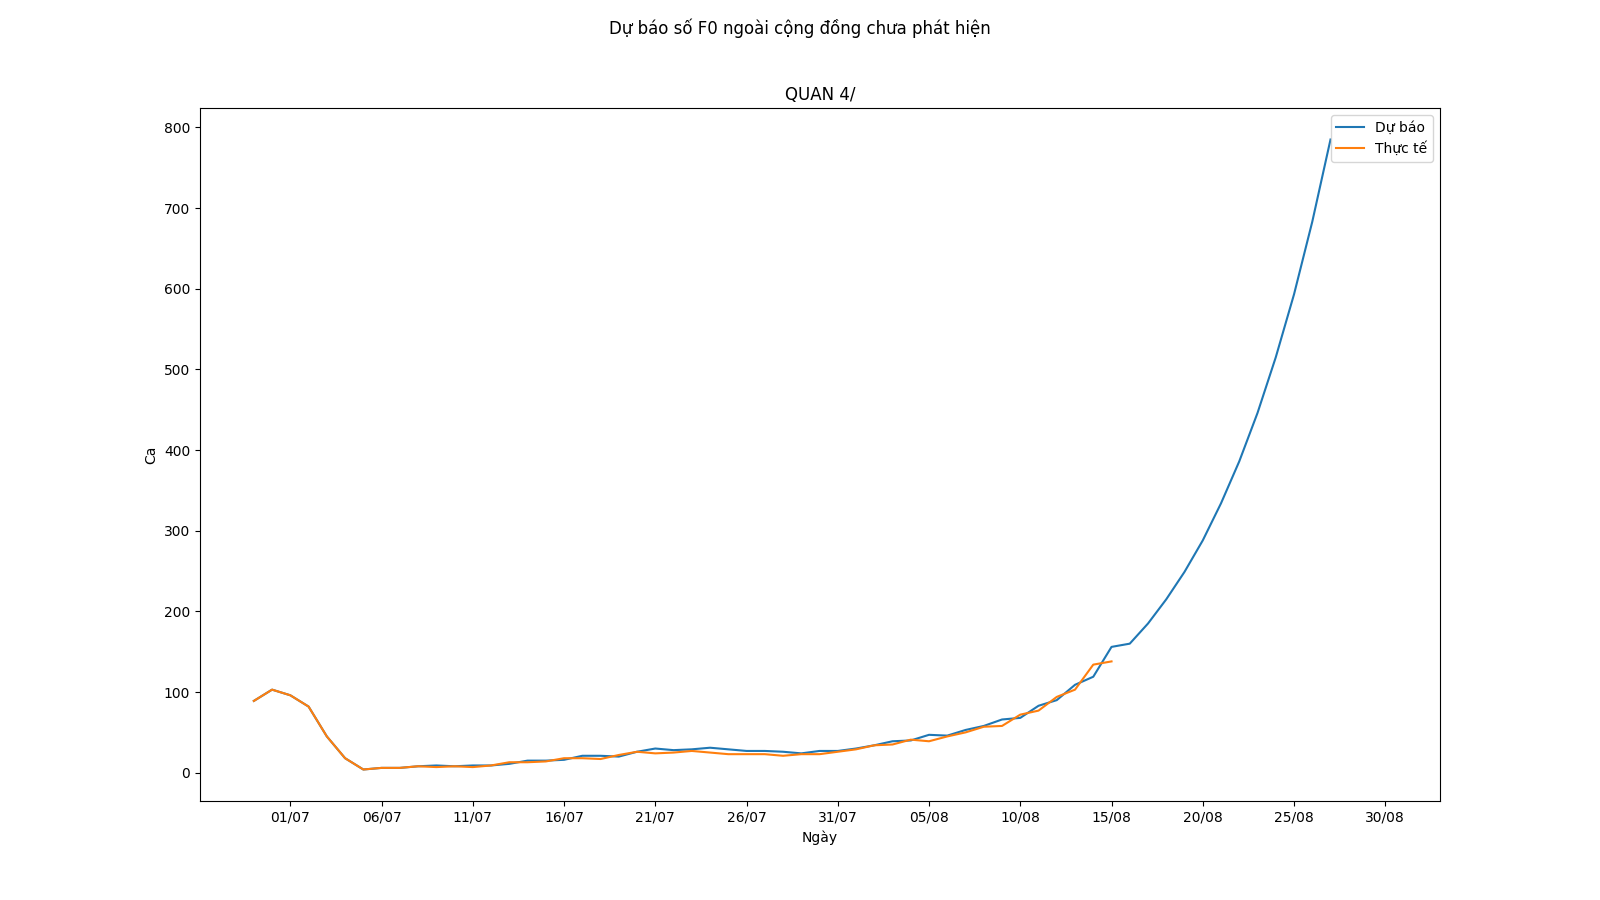 Dự báo số F0 ngoài cộng đồng chưa phát hiện
QUAN 4/
Dự báo
Thực tế
800
700
600
500
400
300
200
100
0
Ca
01/07 06/07 11/07 16/07 21/07 26/07 31/07 05/08 10/08 15/08 20/08 25/08 30/08
Ngày